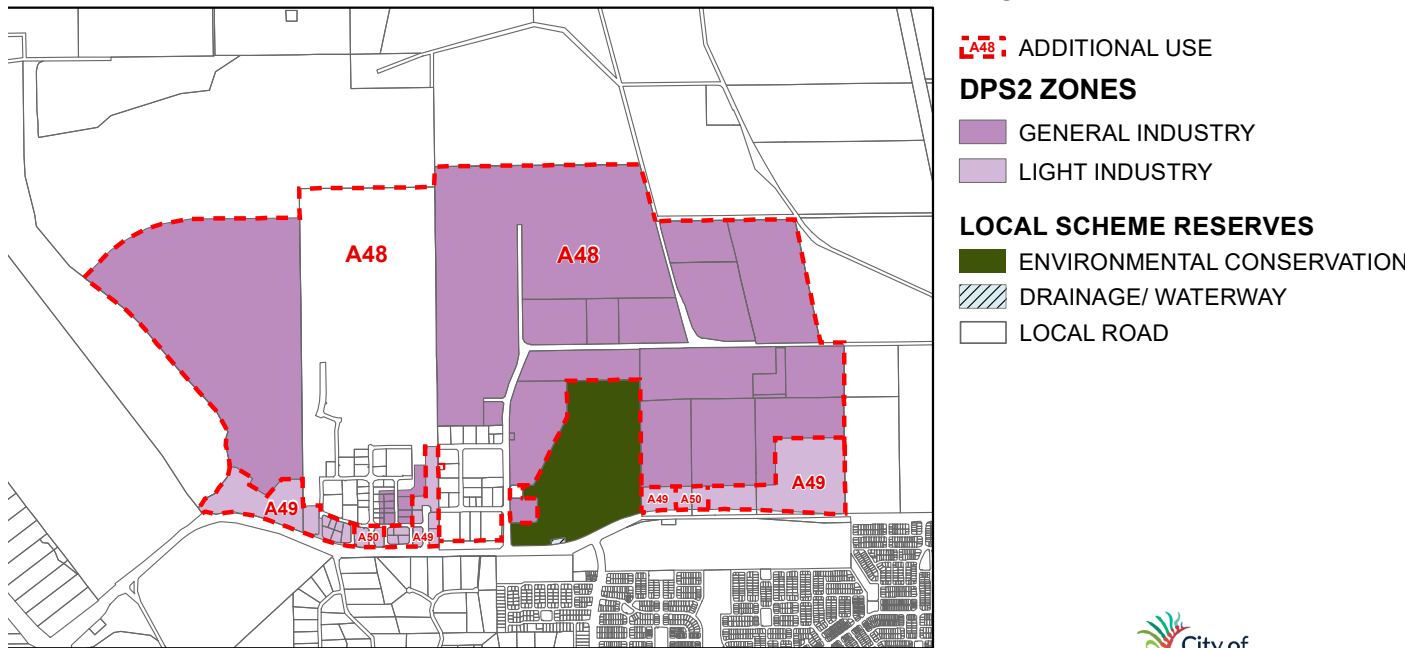 A48
A48
A49
A50
A49
A49
A50
A49
A48 ADDITIONAL USE
DPS2 ZONES
GENERAL INDUSTRY
LIGHT INDUSTRY
LOCAL SCHEME RESERVES
ENVIRONMENTAL CONSERVATION
DRAINAGE/ WATERWAY
LOCAL ROAD
City of